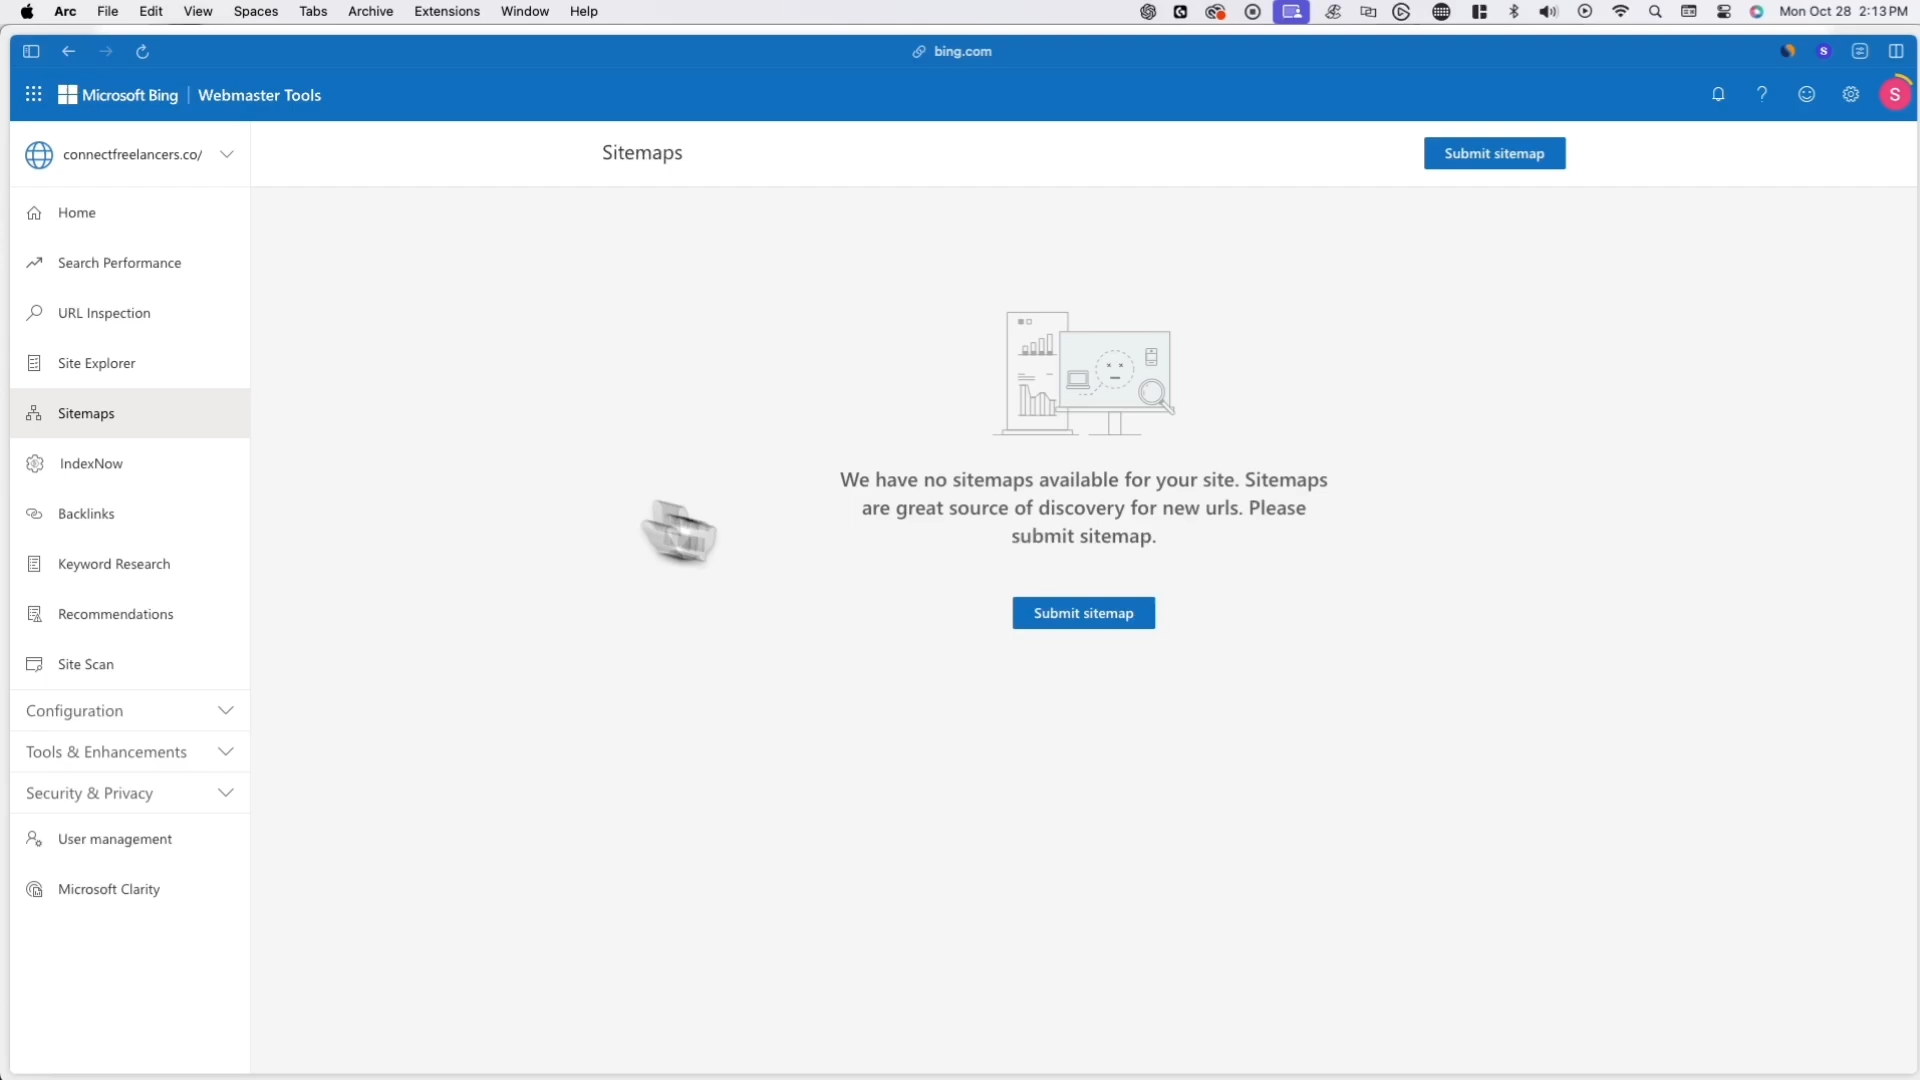 Arc File Edit View Spaces Tabs Archive Extensions Window Help Mon Oct 28 2:13 PM
bing.com
Microsoft Bing Webmaster Tools S
connectfreelancers.co/
Sitemaps
Submit sitemap
Home
Search Performance
URL Inspection
Site Explorer
Sitemaps
IndexNow
Backlinks
Keyword Research
Recommendations
Site Scan
Configuration
Tools & Enhancements
Security & Privacy
User management
Microsoft Clarity
We have no sitemaps available for your site. Sitemaps
are great source of discovery for new urls. Please
submit sitemap.
Submit sitemap